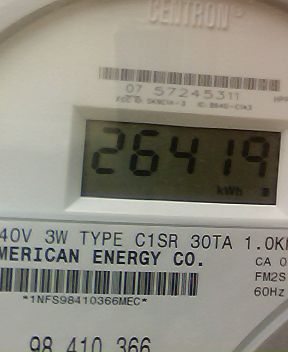 CENTRON®
07 57245311
26419
kWh
40V 3W TYPE C1SR 30TA 1.0K
MERICAN ENERGY CO.
CA 0
FM2S
60Hz
*1NFS98410366MEC*
98 410 366